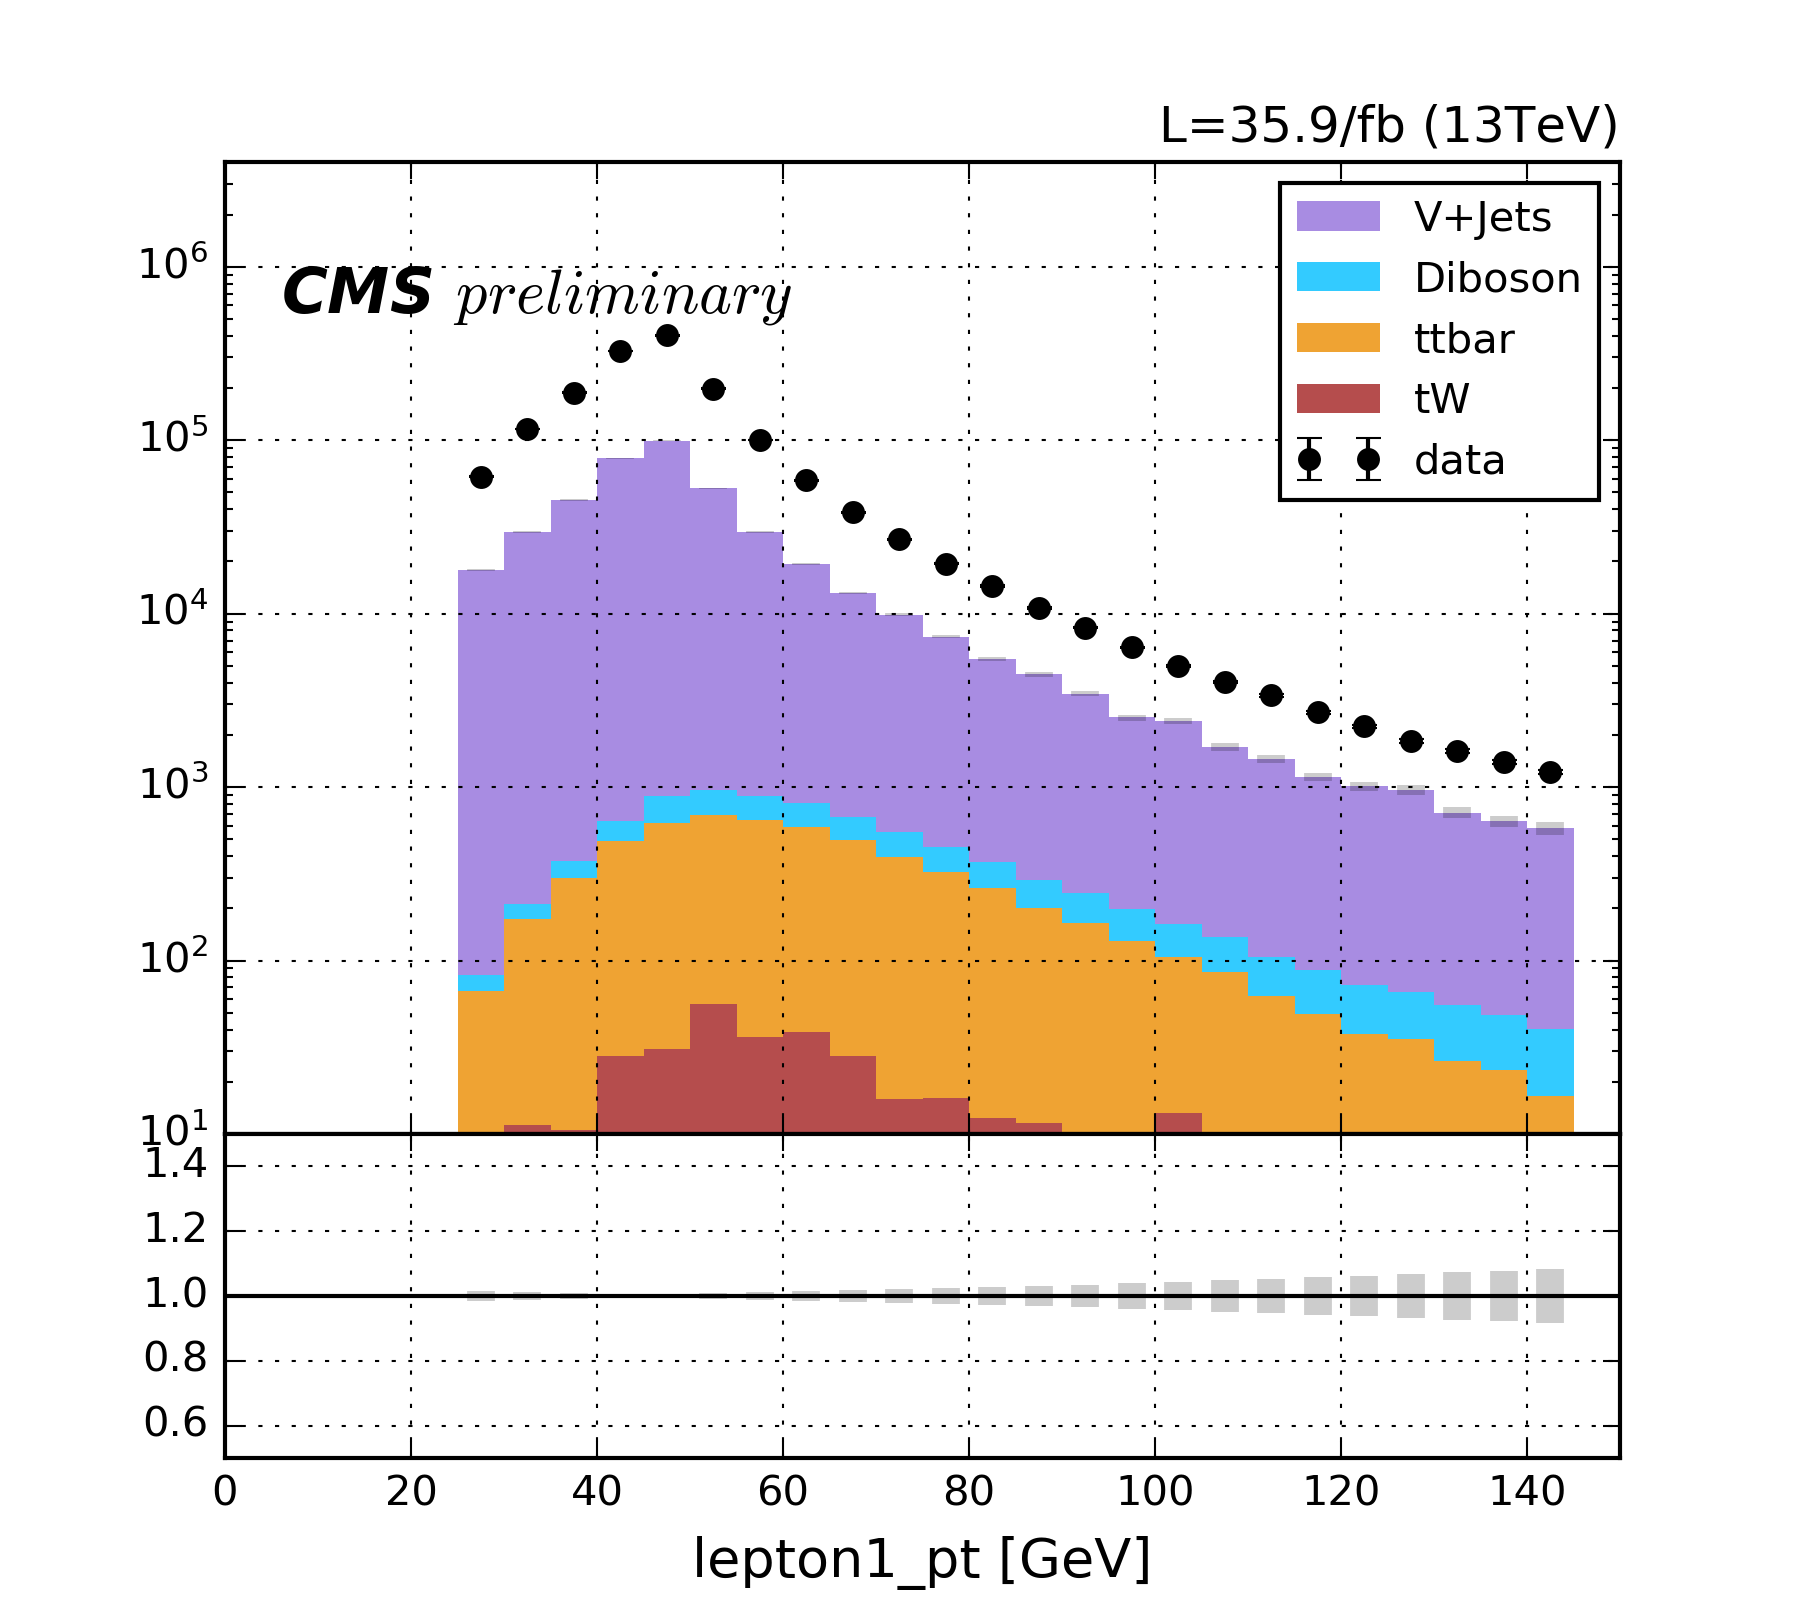 L=35.9/fb (13TeV)
CMS preliminary
V+Jets
Diboson
ttbar
tW
data
10^6
10^5
10^4
10^3
10^2
10^1
1.4
1.2
1.0
0.8
0.6
0 20 40 60 80 100 120 140
lepton1_pt [GeV]